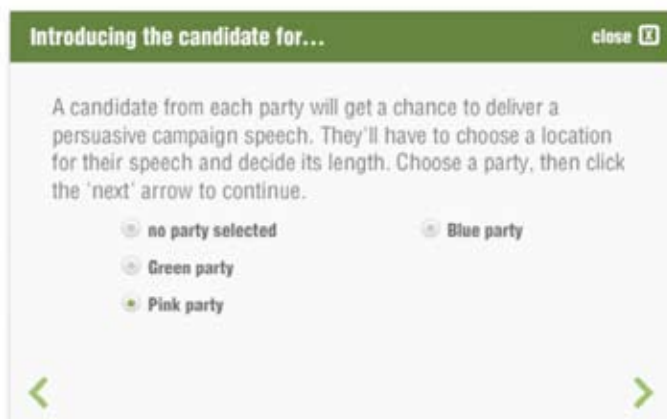 Introducing the candidate for...
close X
A candidate from each party will get a chance to deliver a
persuasive campaign speech. They'll have to choose a location
for their speech and decide its length. Choose a party, then click
the 'next' arrow to continue.
no party selected
Blue party
Green party
Pink party